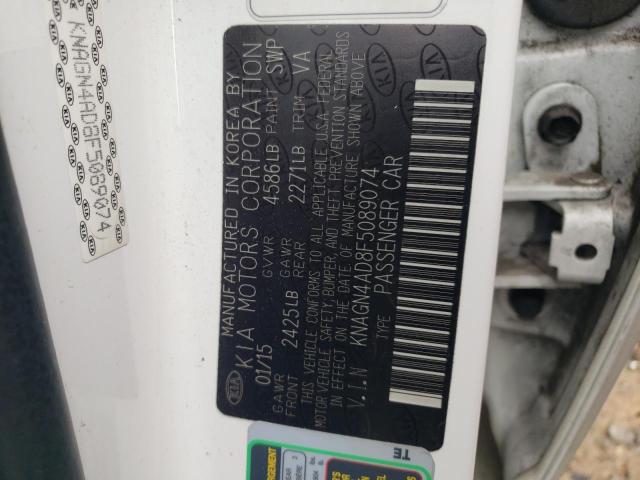 KNAGN4AD8F5089074
MANUFACTURED IN KOREA BY
KIA MOTORS CORPORATION
01/15 GVWR 4586LB PAINT SWP
GAWR FRONT 2425LB GAWR REAR 2271LB TRIM VA
THIS VEHICLE CONFORMS TO ALL APPLICABLE U.S.A. FEDERAL
MOTOR VEHICLE SAFETY, BUMPER, AND THEFT PREVENTION STANDARDS
IN EFFECT ON THE DATE OF MANUFACTURE SHOWN ABOVE
V.I.N KNAGN4AD8F5089074
TYPE PASSENGER CAR
KIA
TE